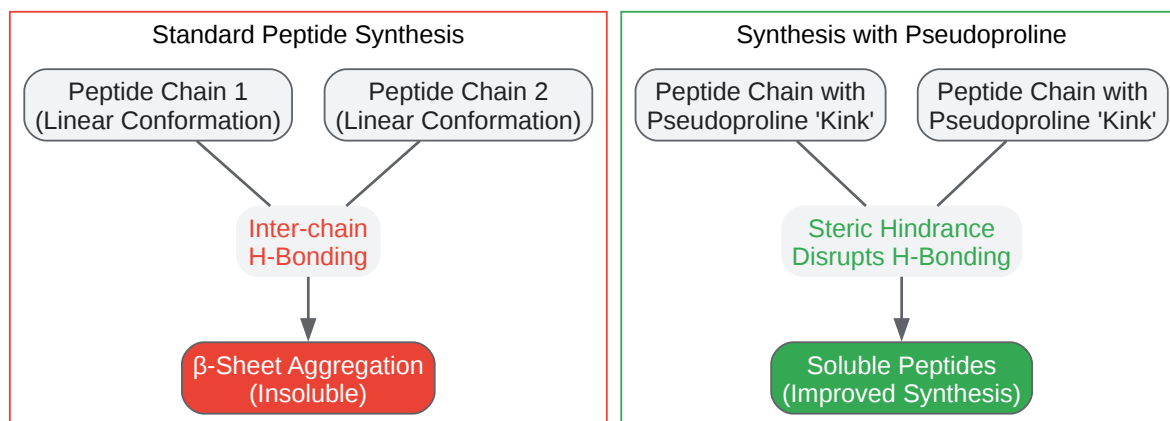 Standard Peptide Synthesis
Peptide Chain 1
(Linear Conformation)
Peptide Chain 2
(Linear Conformation)
Inter-chain
H-Bonding
β-Sheet Aggregation
(Insoluble)
Synthesis with Pseudoproline
Peptide Chain with
Pseudoproline 'Kink'
Peptide Chain with
Pseudoproline 'Kink'
Steric Hindrance
Disrupts H-Bonding
Soluble Peptides
(Improved Synthesis)